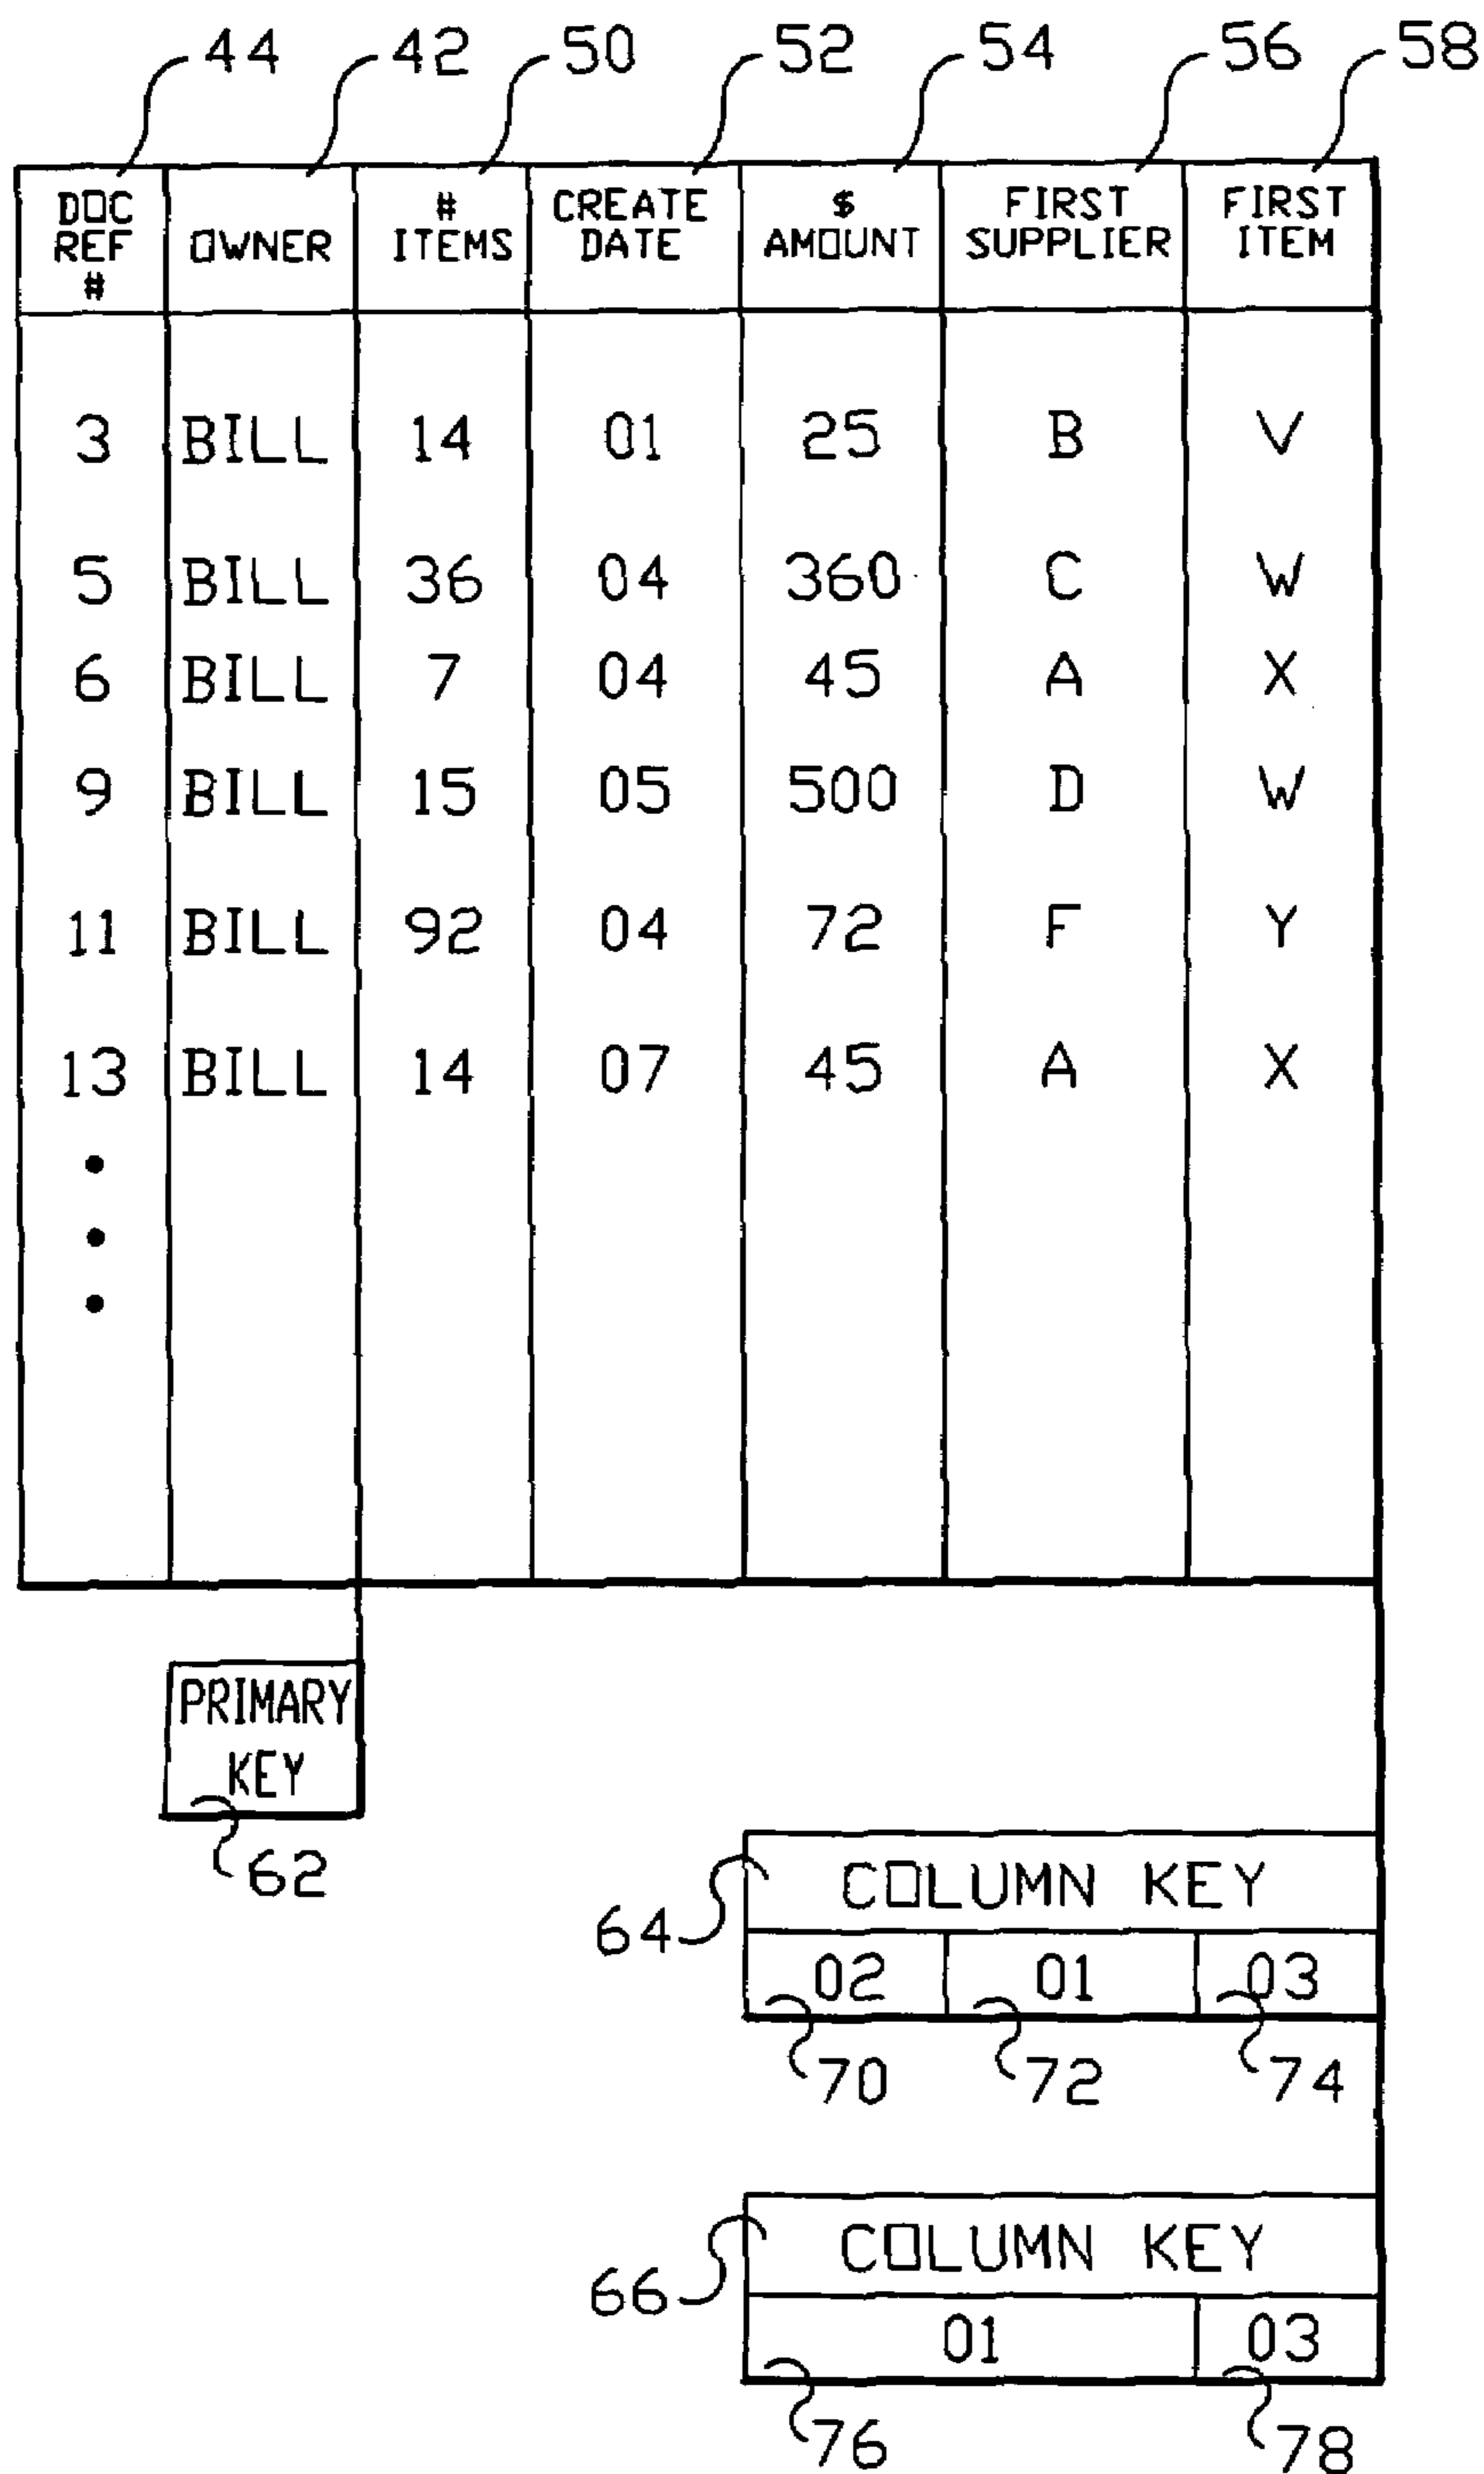 44 42 50 52 54 56 58
DOC REF # OWNER # ITEMS CREATE DATE $ AMOUNT FIRST SUPPLIER FIRST ITEM
3 BILL 14 01 25 B V
5 BILL 36 04 360 C W
6 BILL 7 04 45 A X
9 BILL 15 05 500 D W
11 BILL 92 04 72 F Y
13 BILL 14 07 45 A X
PRIMARY
KEY
62
COLUMN KEY
64
02 01 03
70 72 74
COLUMN KEY
66
01 03
76 78